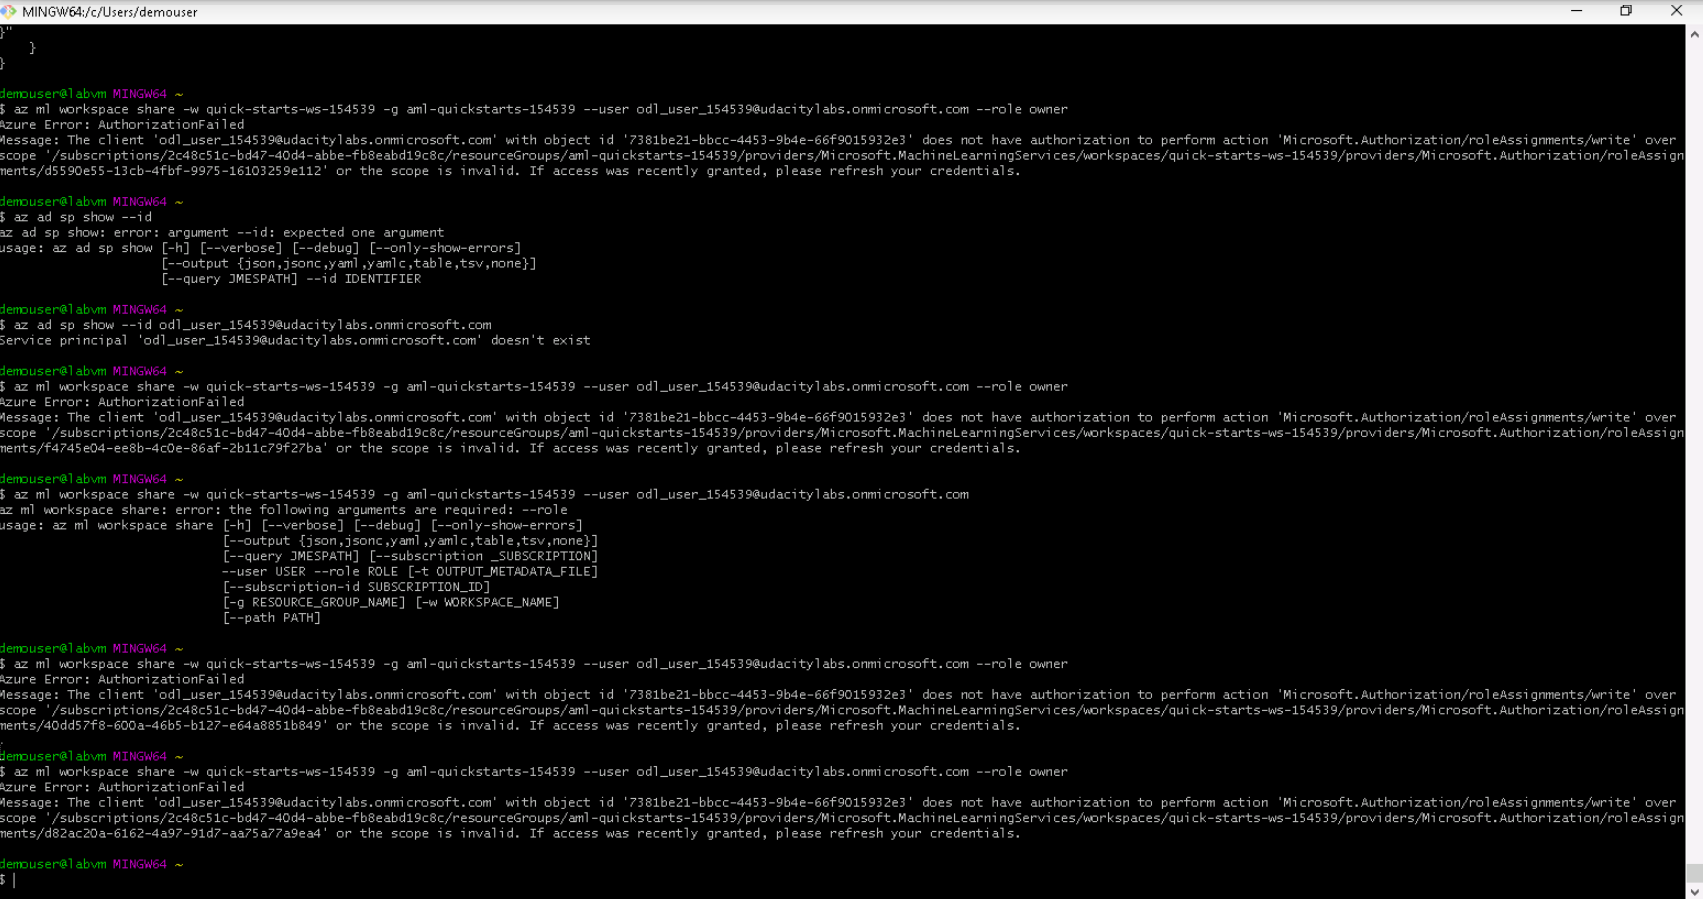 MINGW64:/c/Users/demouser
}"
    }
}
demouser@labvm MINGW64 ~
$ az ml workspace share -w quick-starts-ws-154539 -g aml-quickstarts-154539 --user odl_user_154539@udacitylabs.onmicrosoft.com --role owner
Azure Error: AuthorizationFailed
Message: The client 'odl_user_154539@udacitylabs.onmicrosoft.com' with object id '7381be21-bbcc-4453-9b4e-66f9015932e3' does not have authorization to perform action 'Microsoft.Authorization/roleAssignments/write' over
scope '/subscriptions/2c48c51c-bd47-40d4-abbe-fb8eabd19c8c/resourceGroups/aml-quickstarts-154539/providers/Microsoft.MachineLearningServices/workspaces/quick-starts-ws-154539/providers/Microsoft.Authorization/roleAssign
ments/d5590e55-13cb-4fbf-9975-16103259e112' or the scope is invalid. If access was recently granted, please refresh your credentials.
demouser@labvm MINGW64 ~
$ az ad sp show --id
az ad sp show: error: argument --id: expected one argument
usage: az ad sp show [-h] [--verbose] [--debug] [--only-show-errors]
                     [--output {json,jsonc,yaml,yamlc,table,tsv,none}]
                     [--query JMESPATH] --id IDENTIFIER
demouser@labvm MINGW64 ~
$ az ad sp show --id odl_user_154539@udacitylabs.onmicrosoft.com
Service principal 'odl_user_154539@udacitylabs.onmicrosoft.com' doesn't exist
demouser@labvm MINGW64 ~
$ az ml workspace share -w quick-starts-ws-154539 -g aml-quickstarts-154539 --user odl_user_154539@udacitylabs.onmicrosoft.com --role owner
Azure Error: AuthorizationFailed
Message: The client 'odl_user_154539@udacitylabs.onmicrosoft.com' with object id '7381be21-bbcc-4453-9b4e-66f9015932e3' does not have authorization to perform action 'Microsoft.Authorization/roleAssignments/write' over
scope '/subscriptions/2c48c51c-bd47-40d4-abbe-fb8eabd19c8c/resourceGroups/aml-quickstarts-154539/providers/Microsoft.MachineLearningServices/workspaces/quick-starts-ws-154539/providers/Microsoft.Authorization/roleAssign
ments/f4745e04-ee8b-4c0e-86af-2b11c79f27ba' or the scope is invalid. If access was recently granted, please refresh your credentials.
demouser@labvm MINGW64 ~
$ az ml workspace share -w quick-starts-ws-154539 -g aml-quickstarts-154539 --user odl_user_154539@udacitylabs.onmicrosoft.com
az ml workspace share: error: the following arguments are required: --role
usage: az ml workspace share [-h] [--verbose] [--debug] [--only-show-errors]
                             [--output {json,jsonc,yaml,yamlc,table,tsv,none}]
                             [--query JMESPATH] [--subscription _SUBSCRIPTION]
                             --user USER --role ROLE [-t OUTPUT_METADATA_FILE]
                             [--subscription-id SUBSCRIPTION_ID]
                             [-g RESOURCE_GROUP_NAME] [-w WORKSPACE_NAME]
                             [--path PATH]
demouser@labvm MINGW64 ~
$ az ml workspace share -w quick-starts-ws-154539 -g aml-quickstarts-154539 --user odl_user_154539@udacitylabs.onmicrosoft.com --role owner
Azure Error: AuthorizationFailed
Message: The client 'odl_user_154539@udacitylabs.onmicrosoft.com' with object id '7381be21-bbcc-4453-9b4e-66f9015932e3' does not have authorization to perform action 'Microsoft.Authorization/roleAssignments/write' over
scope '/subscriptions/2c48c51c-bd47-40d4-abbe-fb8eabd19c8c/resourceGroups/aml-quickstarts-154539/providers/Microsoft.MachineLearningServices/workspaces/quick-starts-ws-154539/providers/Microsoft.Authorization/roleAssign
ments/40dd57f8-600a-46b5-b127-e64a8851b849' or the scope is invalid. If access was recently granted, please refresh your credentials.
demouser@labvm MINGW64 ~
$ az ml workspace share -w quick-starts-ws-154539 -g aml-quickstarts-154539 --user odl_user_154539@udacitylabs.onmicrosoft.com --role owner
Azure Error: AuthorizationFailed
Message: The client 'odl_user_154539@udacitylabs.onmicrosoft.com' with object id '7381be21-bbcc-4453-9b4e-66f9015932e3' does not have authorization to perform action 'Microsoft.Authorization/roleAssignments/write' over
scope '/subscriptions/2c48c51c-bd47-40d4-abbe-fb8eabd19c8c/resourceGroups/aml-quickstarts-154539/providers/Microsoft.MachineLearningServices/workspaces/quick-starts-ws-154539/providers/Microsoft.Authorization/roleAssign
ments/d82ac20a-6162-4a97-91d7-aa75a77a9ea4' or the scope is invalid. If access was recently granted, please refresh your credentials.
demouser@labvm MINGW64 ~
$